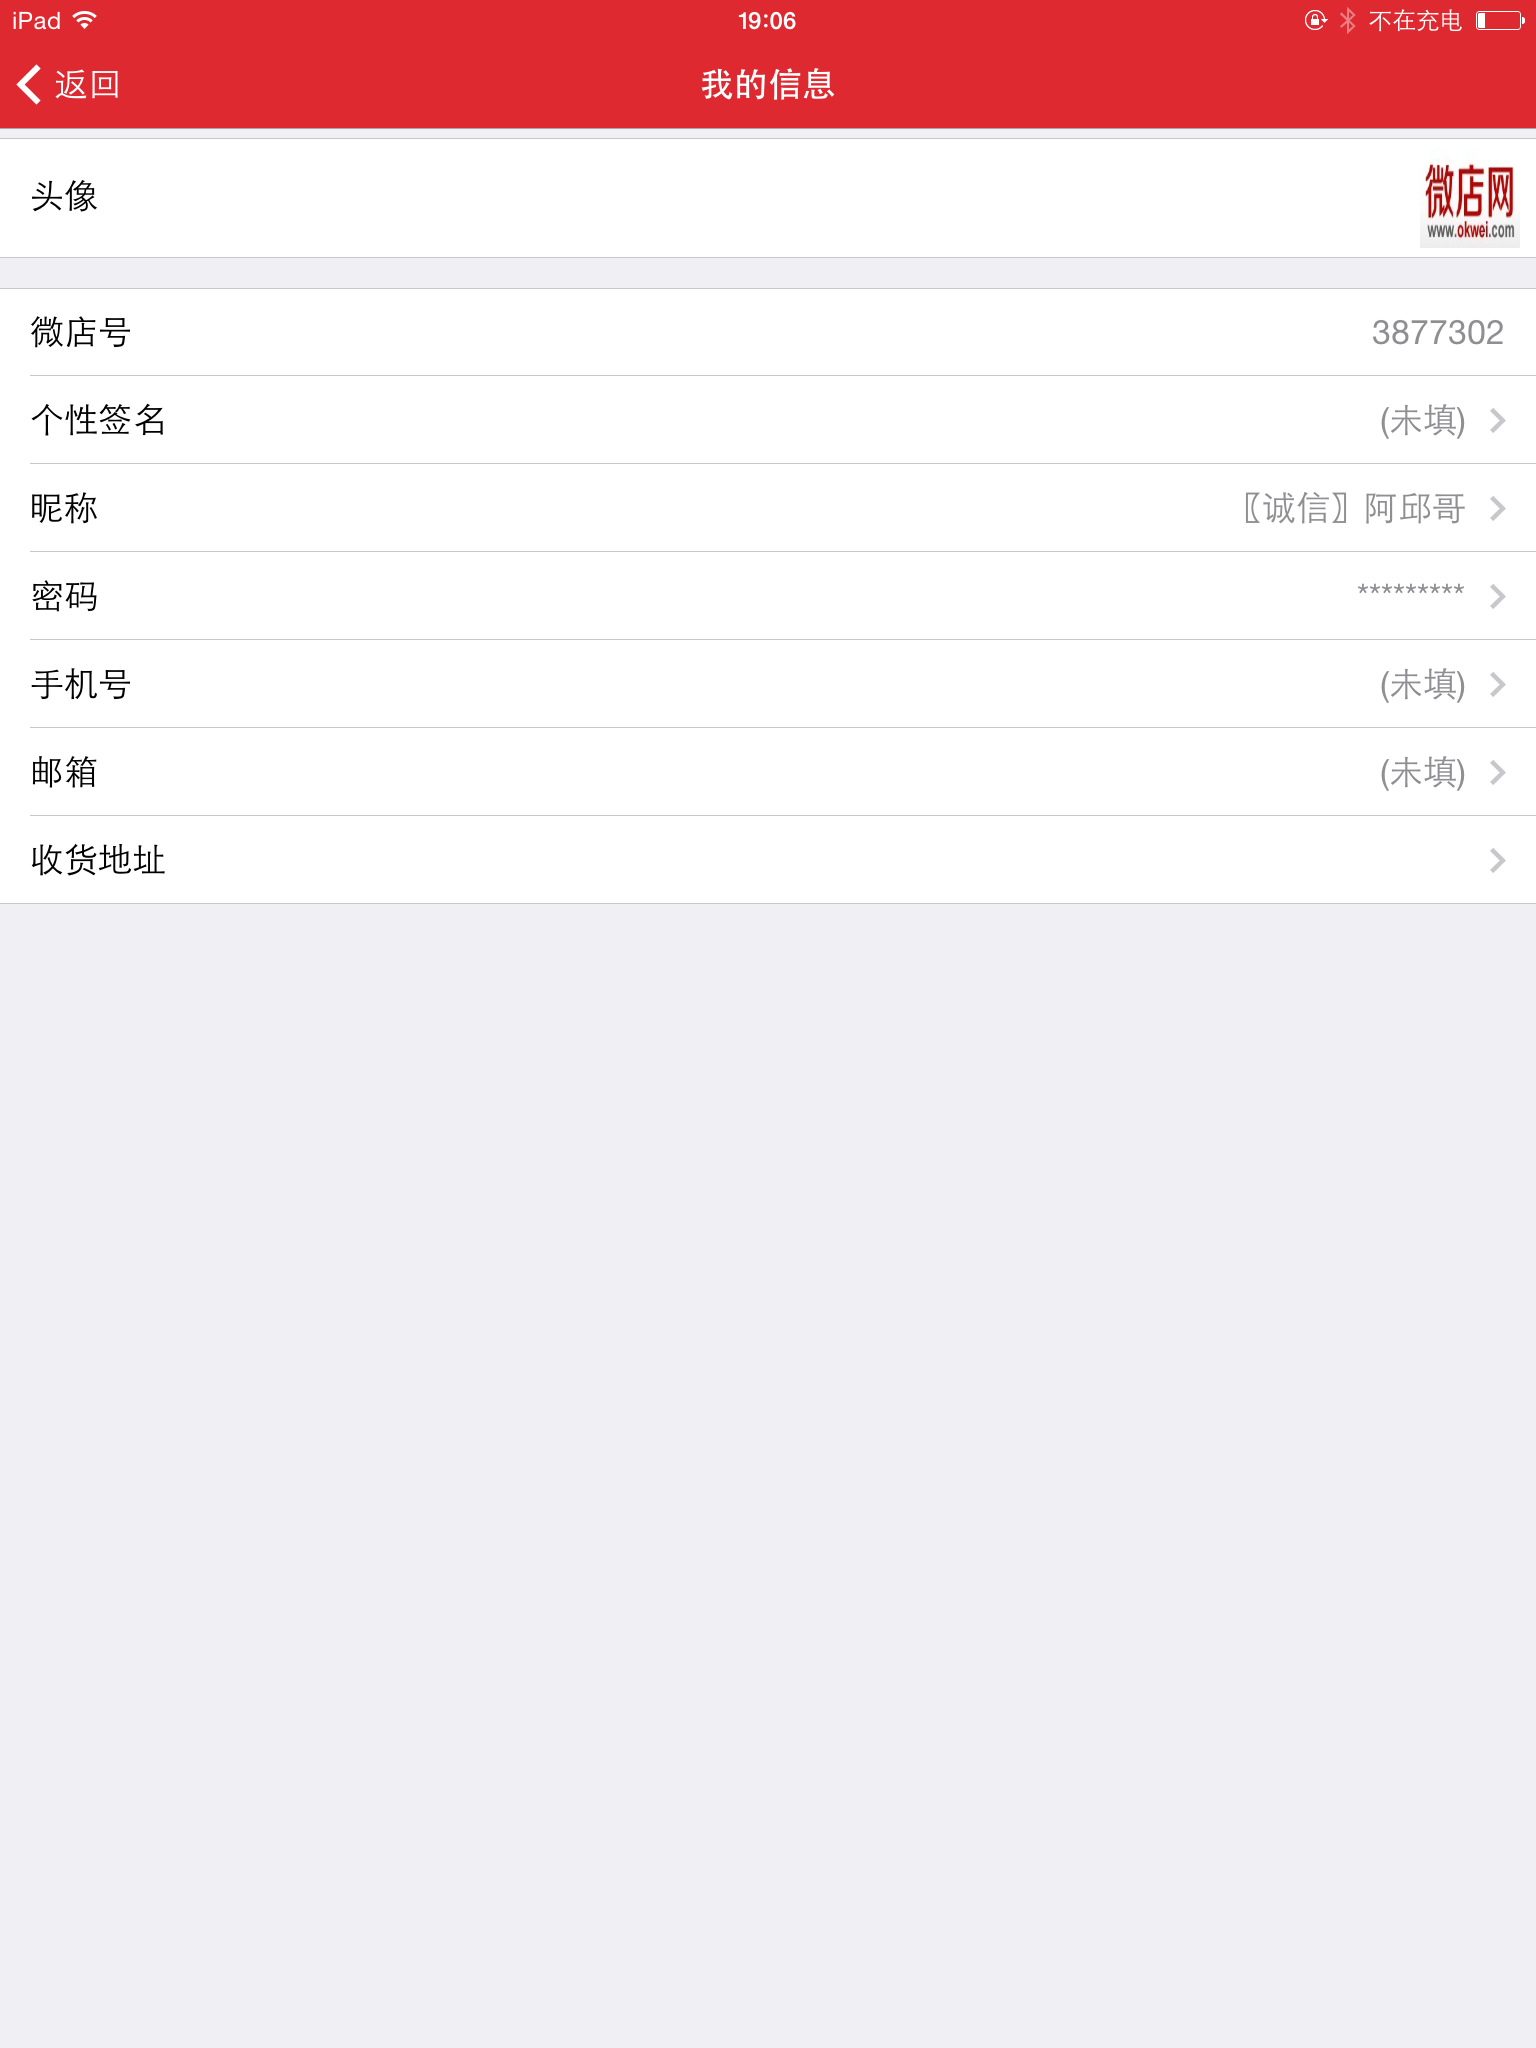 iPad 19:06 不在充电
返回 我的信息
头像
微店网
www.okwei.com
微店号 3877302
个性签名 (未填)
昵称 〖诚信〗阿邱哥
密码 *********
手机号 (未填)
邮箱 (未填)
收货地址